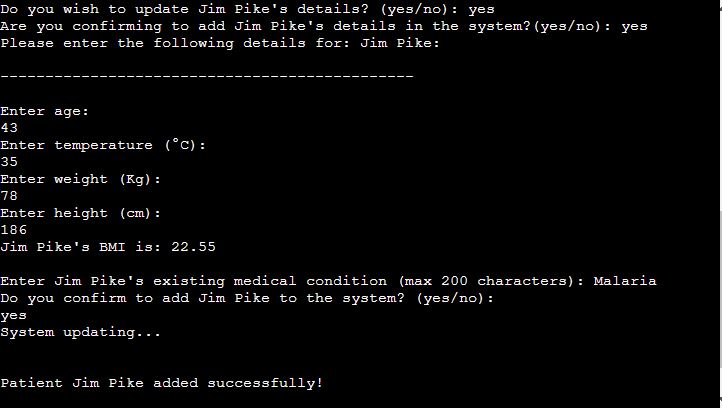 Do you wish to update Jim Pike's details? (yes/no): yes
Are you confirming to add Jim Pike's details in the system?(yes/no): yes
Please enter the following details for: Jim Pike:
----------------------------------------------
Enter age:
43
Enter temperature (°C):
35
Enter weight (Kg):
78
Enter height (cm):
186
Jim Pike's BMI is: 22.55
Enter Jim Pike's existing medical condition (max 200 characters): Malaria
Do you confirm to add Jim Pike to the system? (yes/no):
yes
System updating...
Patient Jim Pike added successfully!